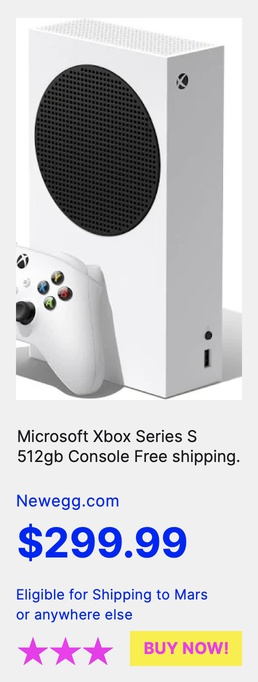 Microsoft Xbox Series S
512gb Console Free shipping.
Newegg.com
$299.99
Eligible for Shipping to Mars
or anywhere else
BUY NOW!